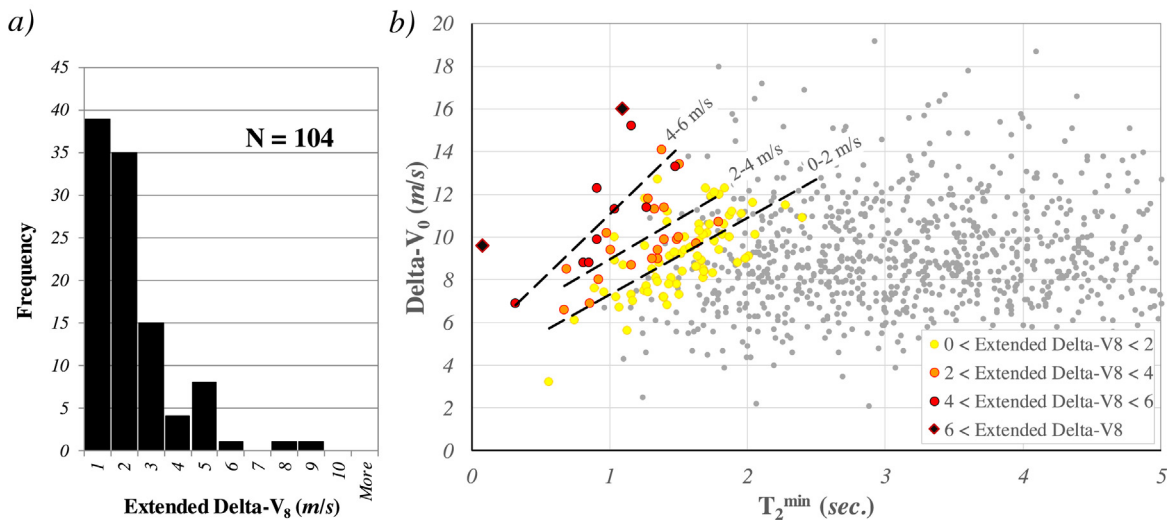 a)
45
40
35
30
25
20
15
10
5
0
Frequency
N = 104
1 2 3 4 5 6 7 8 9 10 More
Extended Delta-V8 (m/s)
b)
20
18
16
14
12
10
8
6
4
2
0
Delta-V0 (m/s)
4-6 m/s
2-4 m/s
0-2 m/s
0 < Extended Delta-V8 < 2
2 < Extended Delta-V8 < 4
4 < Extended Delta-V8 < 6
6 < Extended Delta-V8
0 1 2 3 4 5
T2min (sec.)